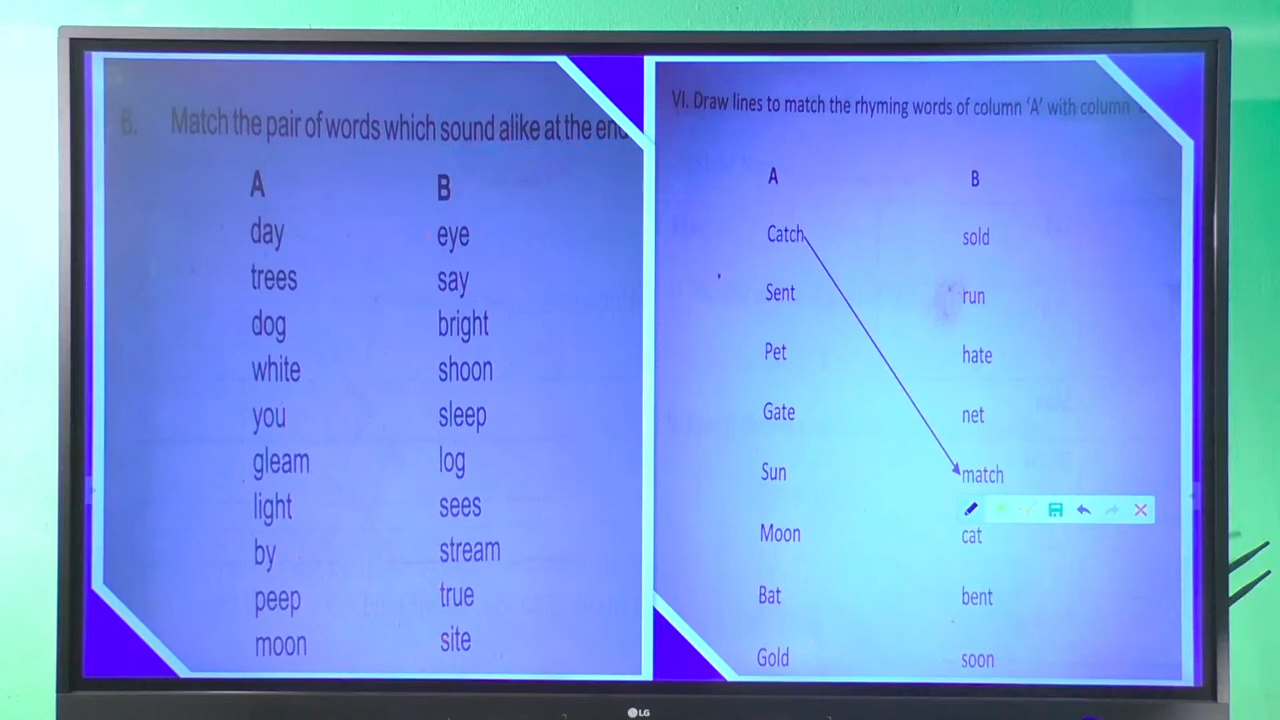 B. Match the pair of words which sound alike at the end
A B
day eye
trees say
dog bright
white shoon
you sleep
gleam log
light sees
by stream
peep true
moon site
VI. Draw lines to match the rhyming words of column ‘A’ with column
A B
Catch sold
Sent run
Pet hate
Gate net
Sun match
Moon cat
Bat bent
Gold soon
LG